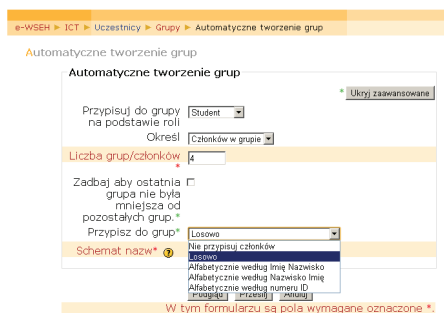 e-WSEH ► ICT ► Uczestnicy ► Grupy ► Automatyczne tworzenie grup
Automatyczne tworzenie grup
Automatyczne tworzenie grup
* Ukryj zaawansowane
Przypisuj do grupy na podstawie roli Student
Określ Członków w grupie
Liczba grup/członków * 4
Zadbaj aby ostatnia
grupa nie była
mniejsza od
pozostałych grup.*
Przypisz do grup* Losowo
Nie przypisuj członków
Schemat nazw* Losowo
Alfabetycznie według Imię Nazwisko
Alfabetycznie według Nazwisko Imię
Alfabetycznie według numeru ID
Podgląd Prześlij Anuluj
W tym formularzu są pola wymagane oznaczone *.